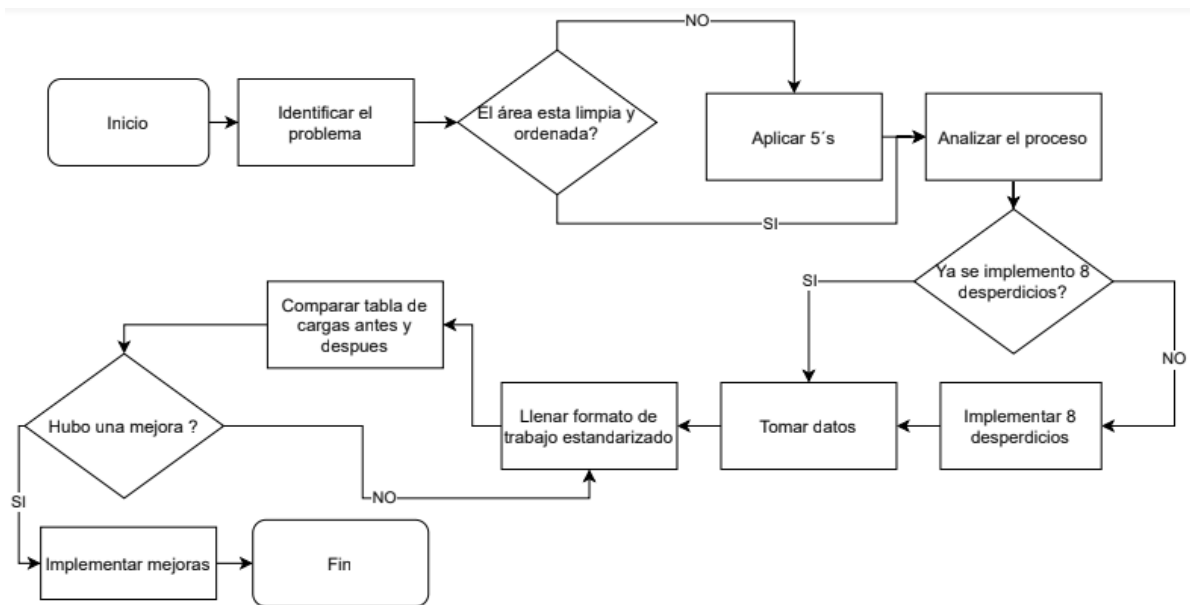 NO
Inicio
Identificar el
problema
El área esta limpia y
ordenada?
Aplicar 5´s
Analizar el proceso
SI
Ya se implemento 8
desperdicios?
SI
NO
Comparar tabla de
cargas antes y
despues
Hubo una mejora ?
Llenar formato de
trabajo estandarizado
Tomar datos
Implementar 8
desperdicios
SI
NO
Implementar mejoras
Fin